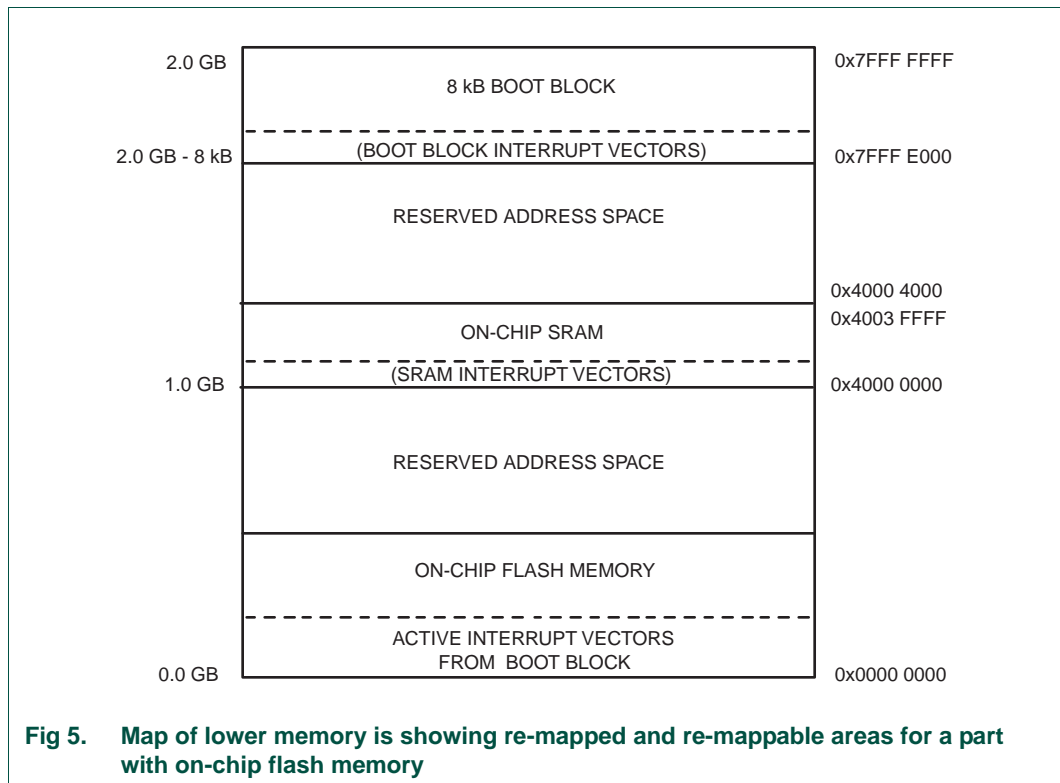 2.0 GB
8 kB BOOT BLOCK
0x7FFF FFFF
2.0 GB - 8 kB
(BOOT BLOCK INTERRUPT VECTORS)
0x7FFF E000
RESERVED ADDRESS SPACE
0x4000 4000
0x4003 FFFF
ON-CHIP SRAM
1.0 GB
(SRAM INTERRUPT VECTORS)
0x4000 0000
RESERVED ADDRESS SPACE
ON-CHIP FLASH MEMORY
ACTIVE INTERRUPT VECTORS
FROM BOOT BLOCK
0.0 GB
0x0000 0000
Fig 5. Map of lower memory is showing re-mapped and re-mappable areas for a part
with on-chip flash memory